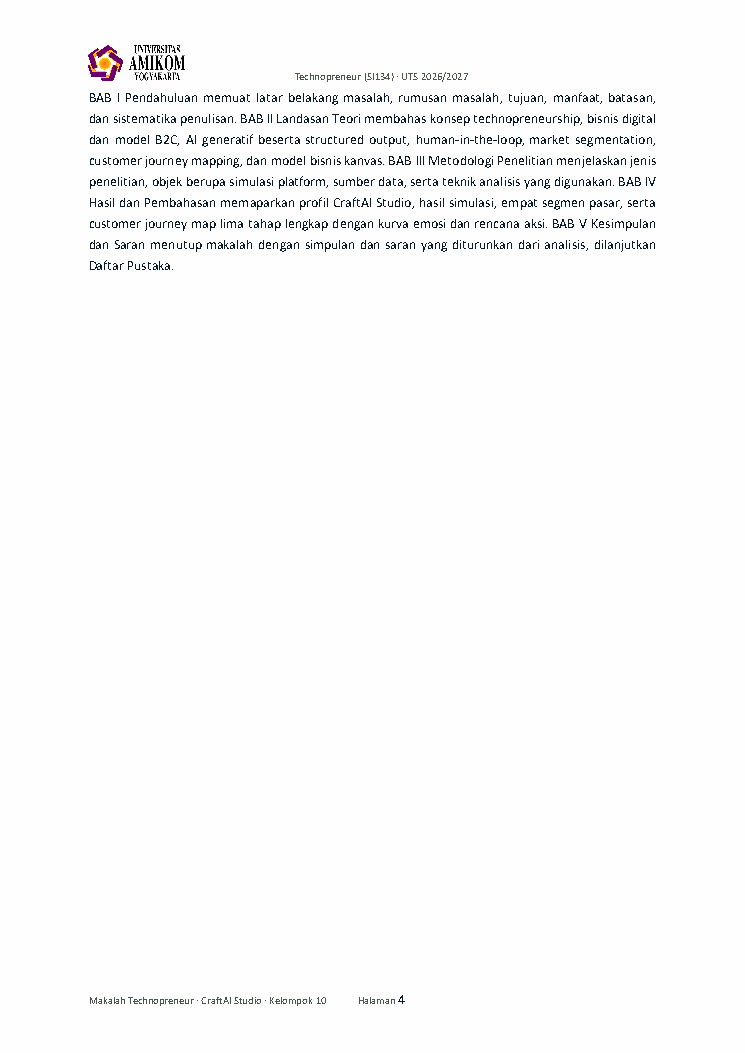 UNIVERSITAS
AMIKOM
YOGYAKARTA
Technopreneur (SI134) · UTS 2026/2027
BAB I Pendahuluan memuat latar belakang masalah, rumusan masalah, tujuan, manfaat, batasan,
dan sistematika penulisan. BAB II Landasan Teori membahas konsep technopreneurship, bisnis digital
dan model B2C, AI generatif beserta structured output, human-in-the-loop, market segmentation,
customer journey mapping, dan model bisnis kanvas. BAB III Metodologi Penelitian menjelaskan jenis
penelitian, objek berupa simulasi platform, sumber data, serta teknik analisis yang digunakan. BAB IV
Hasil dan Pembahasan memaparkan profil CraftAI Studio, hasil simulasi, empat segmen pasar, serta
customer journey map lima tahap lengkap dengan kurva emosi dan rencana aksi. BAB V Kesimpulan
dan Saran menutup makalah dengan simpulan dan saran yang diturunkan dari analisis, dilanjutkan
Daftar Pustaka.
Makalah Technopreneur · CraftAI Studio · Kelompok 10 Halaman 4